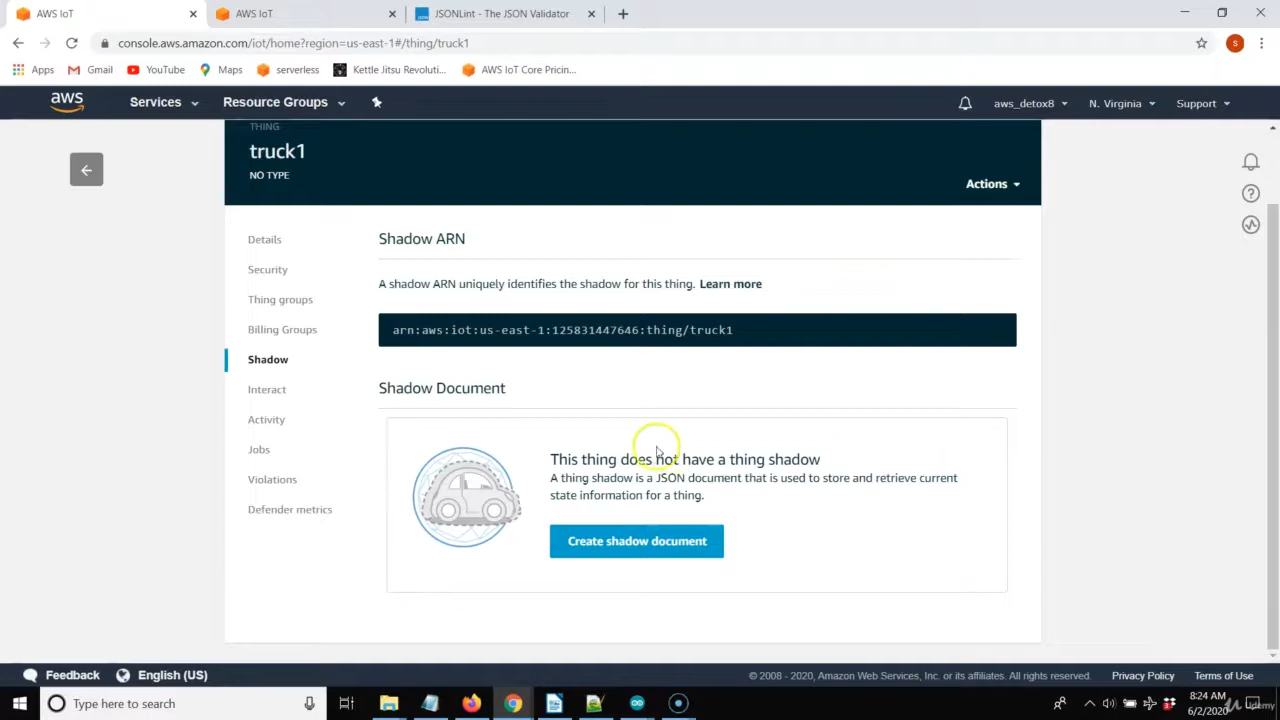 AWS IoT
AWS IoT
JSONLint - The JSON Validator
console.aws.amazon.com/iot/home?region=us-east-1#/thing/truck1
S
Apps
Gmail
YouTube
Maps
serverless
Kettle Jitsu Revoluti...
AWS IoT Core Pricin...
aws
Services
Resource Groups
aws_detox8
N. Virginia
Support
THING
truck1
NO TYPE
Actions
Details
Security
Thing groups
Billing Groups
Shadow
Interact
Activity
Jobs
Violations
Defender metrics
Shadow ARN
A shadow ARN uniquely identifies the shadow for this thing. Learn more
arn:aws:iot:us-east-1:125831447646:thing/truck1
Shadow Document
This thing does not have a thing shadow
A thing shadow is a JSON document that is used to store and retrieve current
state information for a thing.
Create shadow document
Feedback
English (US)
© 2008 - 2020, Amazon Web Services, Inc. or its affiliates. All rights reserved.
Privacy Policy
Terms of Use
Type here to search
8:24 AM
6/2/2020
Udemy